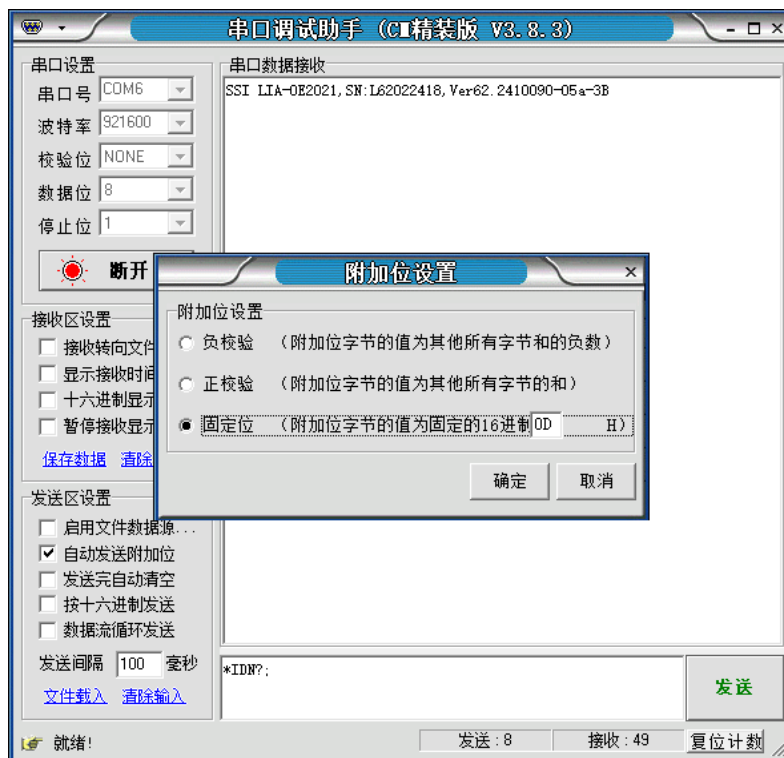 串口调试助手 (CⅡ精装版 V3.8.3)
串口设置
串口号 COM6
波特率 921600
校验位 NONE
数据位 8
停止位 1
断开
接收区设置
接收转向文件
显示接收时间
十六进制显示
暂停接收显示
保存数据 清除
发送区设置
启用文件数据源...
自动发送附加位
发送完自动清空
按十六进制发送
数据流循环发送
发送间隔 100 毫秒
文件载入 清除输入
串口数据接收
SSI LIA-OE2021,SN:L62022418,Ver62.2410090-05a-3B
附加位设置
附加位设置
负校验 (附加位字节的值为其他所有字节和的负数)
正校验 (附加位字节的值为其他所有字节的和)
固定位 (附加位字节的值为固定的16进制 0D H)
确定 取消
*IDN?;
发送
就绪! 发送:8 接收:49 复位计数